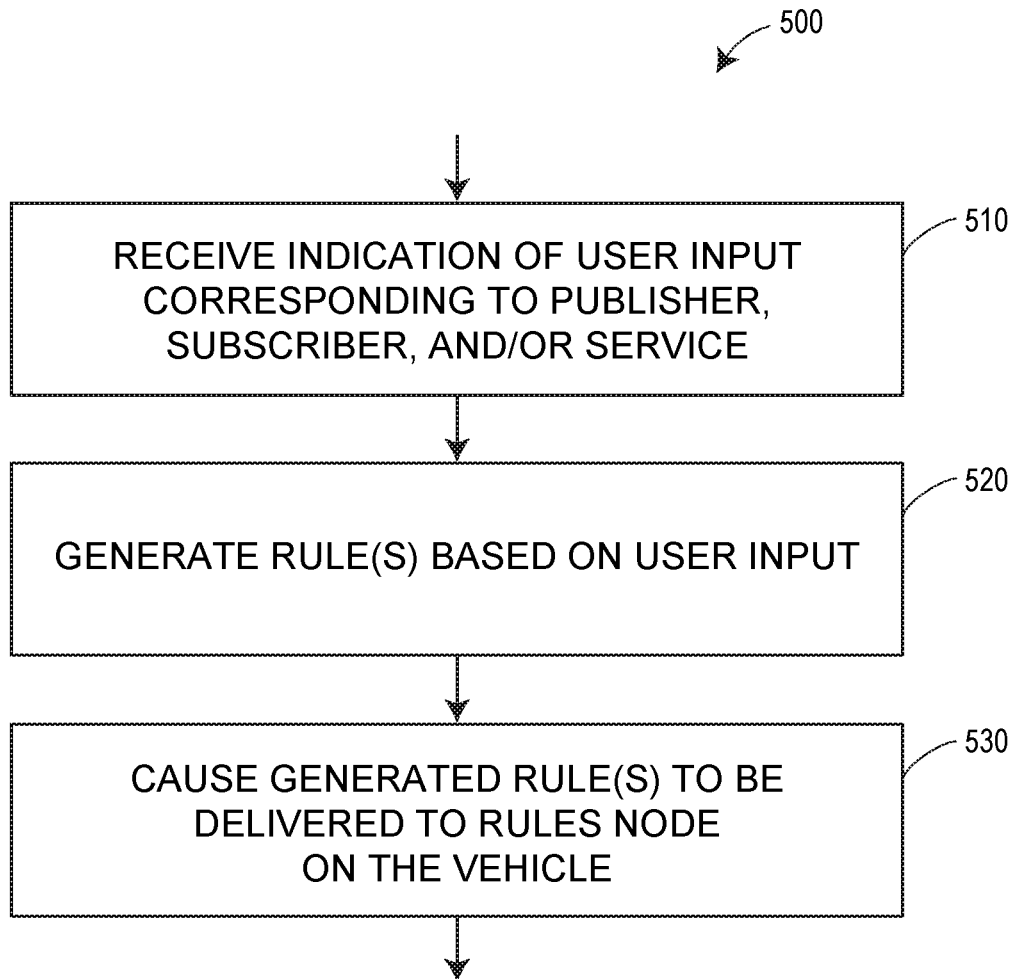 500
RECEIVE INDICATION OF USER INPUT
CORRESPONDING TO PUBLISHER,
SUBSCRIBER, AND/OR SERVICE
510
GENERATE RULE(S) BASED ON USER INPUT
520
CAUSE GENERATED RULE(S) TO BE
DELIVERED TO RULES NODE
ON THE VEHICLE
530